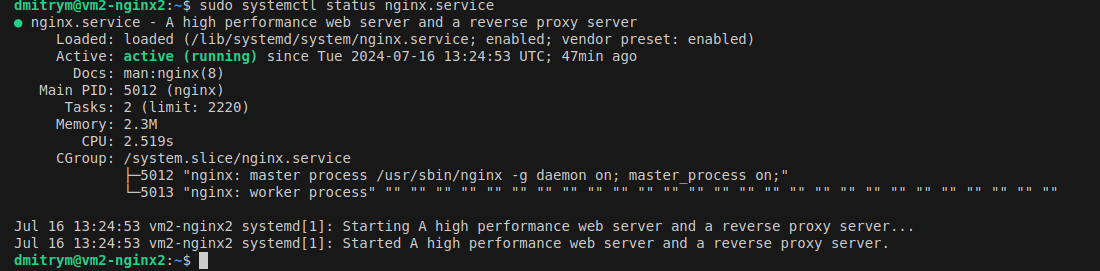 dmitrym@vm2-nginx2:~$ sudo systemctl status nginx.service
● nginx.service - A high performance web server and a reverse proxy server
     Loaded: loaded (/lib/systemd/system/nginx.service; enabled; vendor preset: enabled)
     Active: active (running) since Tue 2024-07-16 13:24:53 UTC; 47min ago
       Docs: man:nginx(8)
   Main PID: 5012 (nginx)
      Tasks: 2 (limit: 2220)
     Memory: 2.3M
        CPU: 2.519s
     CGroup: /system.slice/nginx.service
             ├─5012 "nginx: master process /usr/sbin/nginx -g daemon on; master_process on;"
             └─5013 "nginx: worker process" "" "" "" "" "" "" "" "" "" "" "" "" "" "" "" "" "" "" "" "" "" "" "" "" "" "" ""

Jul 16 13:24:53 vm2-nginx2 systemd[1]: Starting A high performance web server and a reverse proxy server...
Jul 16 13:24:53 vm2-nginx2 systemd[1]: Started A high performance web server and a reverse proxy server.
dmitrym@vm2-nginx2:~$